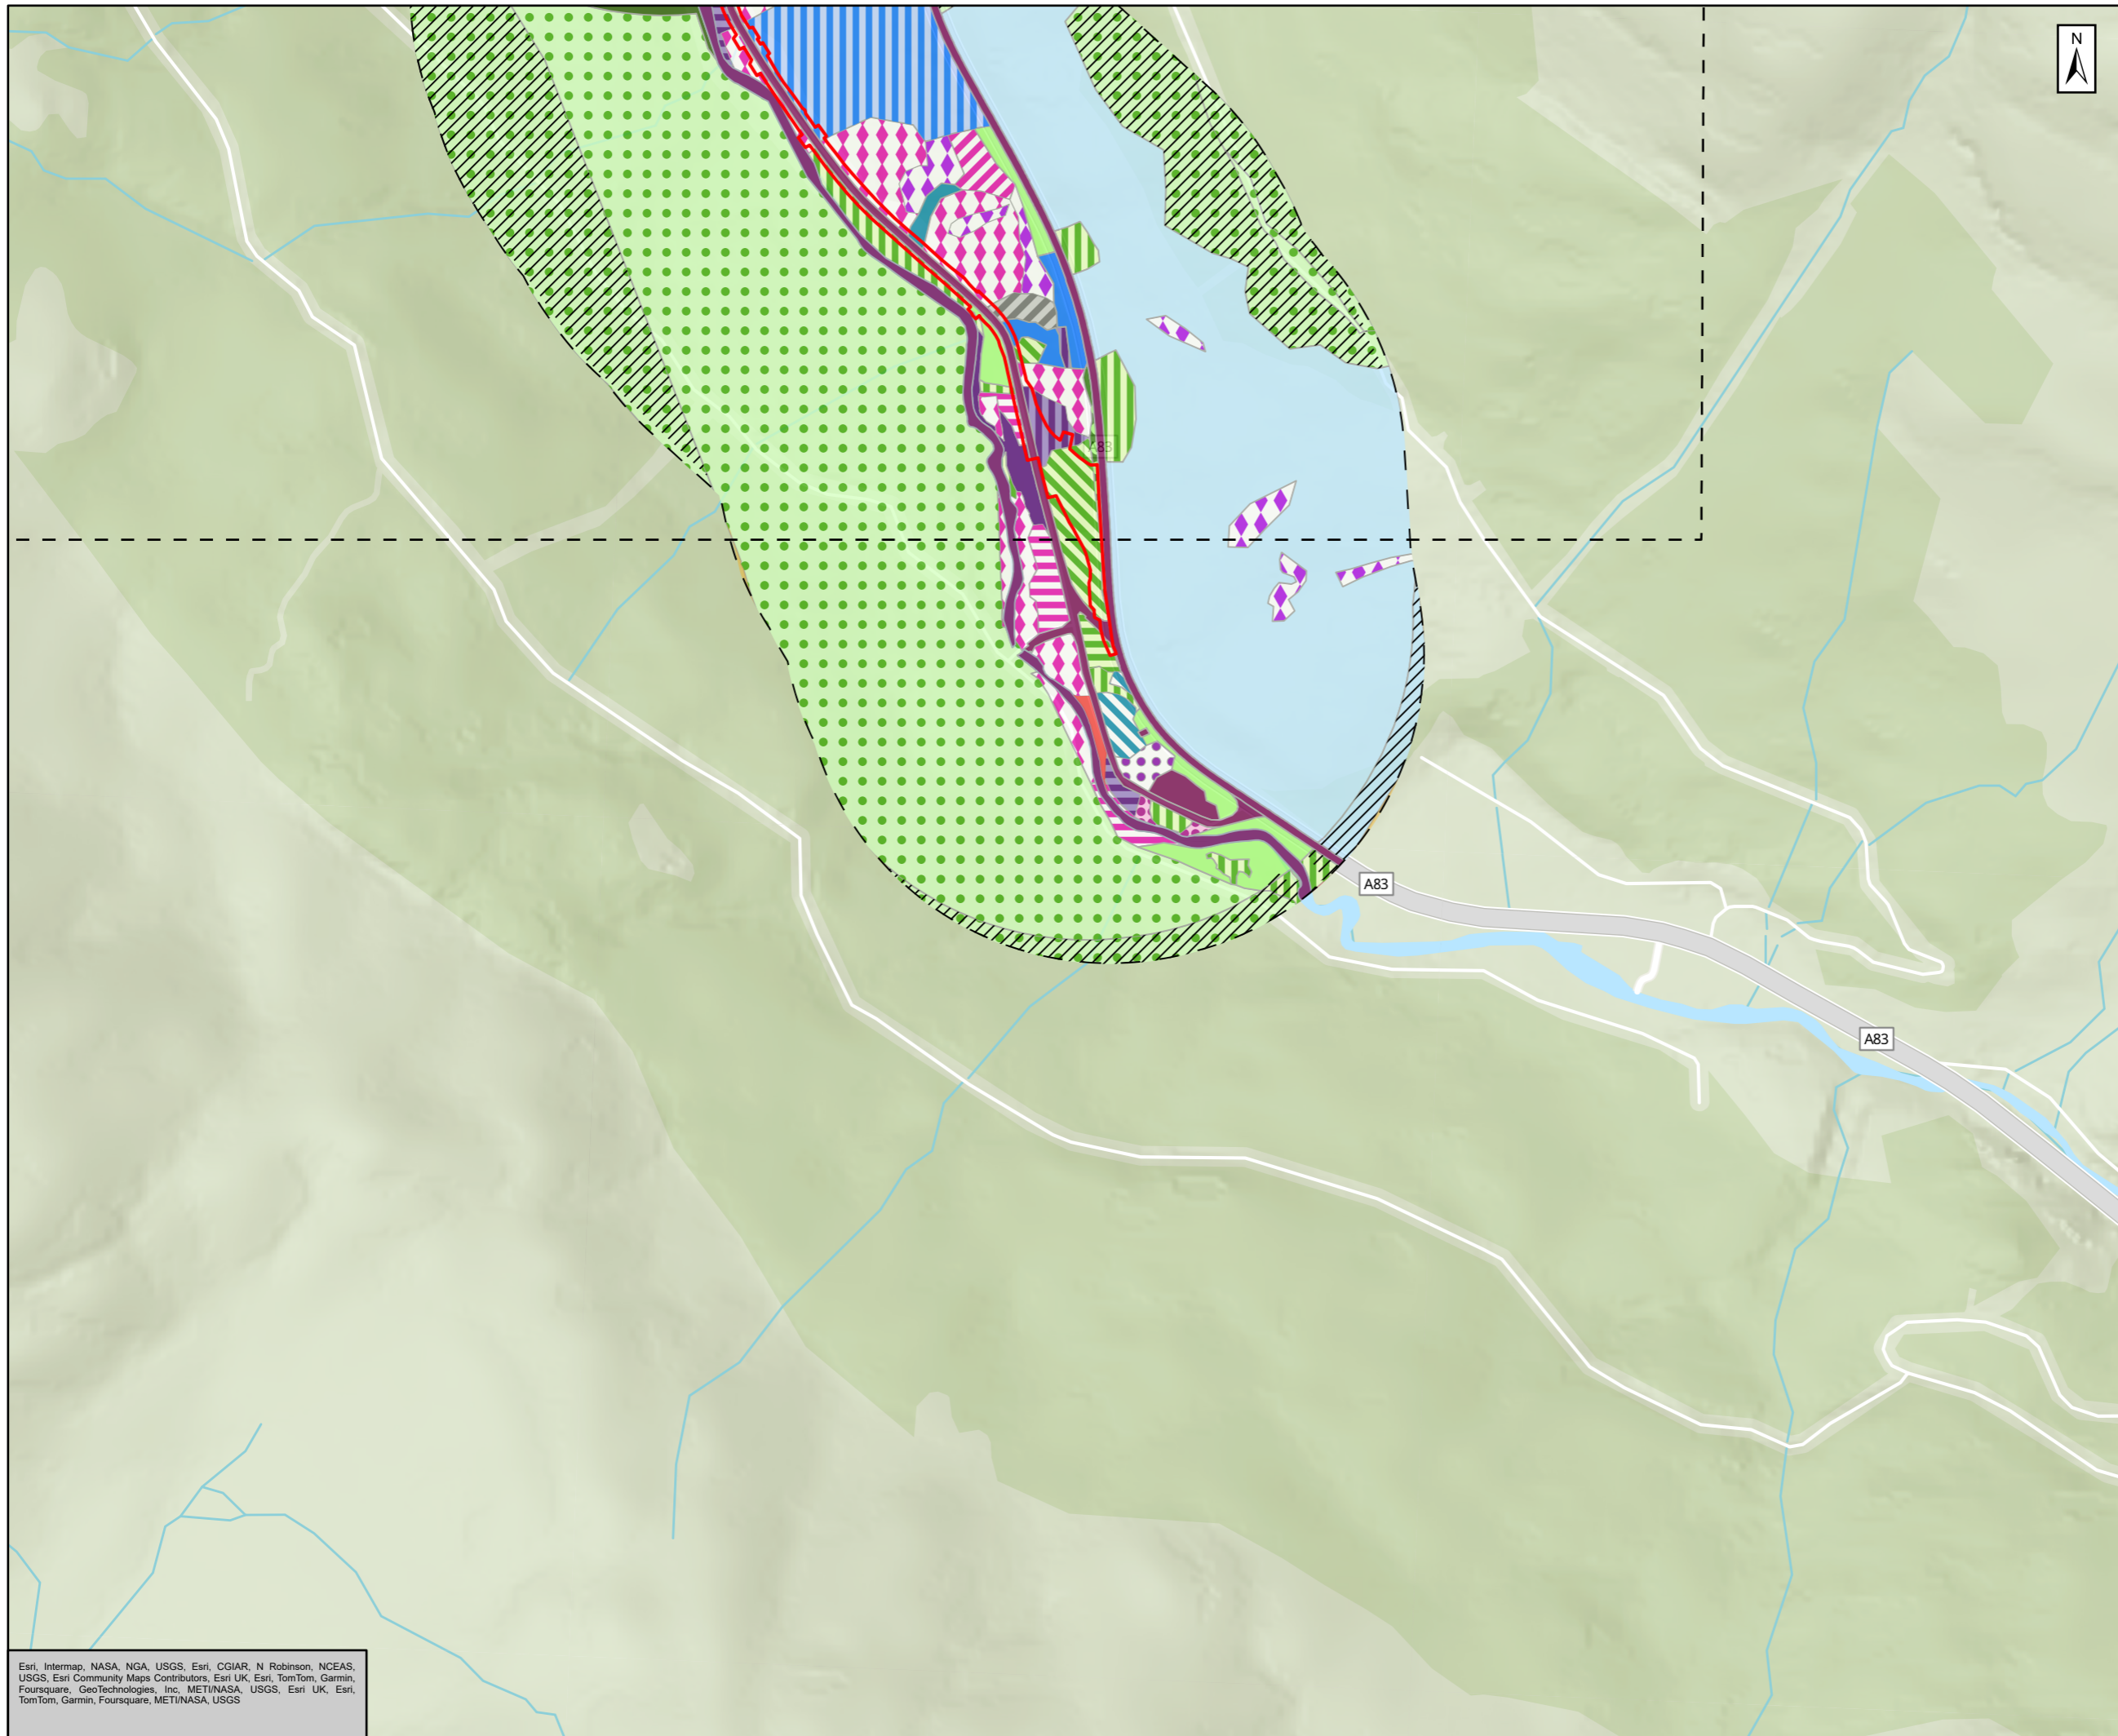 N
A83
A83
A83
Esri, Intermap, NASA, NGA, USGS, Esri, CGIAR, N Robinson, NCEAS,
USGS, Esri Community Maps Contributors, Esri UK, Esri, TomTom, Garmin,
Foursquare, GeoTechnologies, Inc, METI/NASA, USGS, Esri UK, Esri,
TomTom, Garmin, Foursquare, METI/NASA, USGS